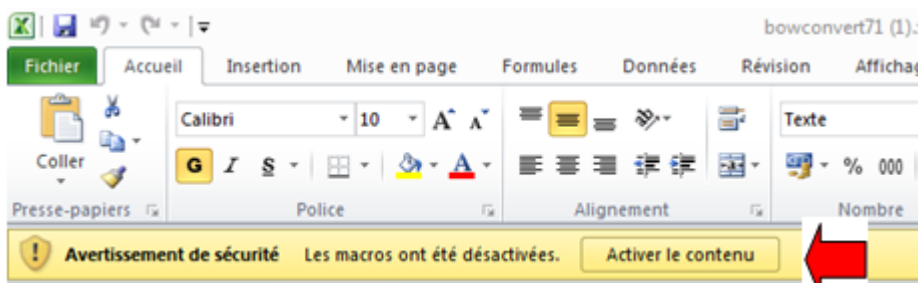 bowconvert71 (1).
Fichier Accueil Insertion Mise en page Formules Données Révision Affichag
Calibri 10 A A Texte
Coller G I S A % 000
Presse-papiers Police Alignement Nombre
Avertissement de sécurité Les macros ont été désactivées. Activer le contenu